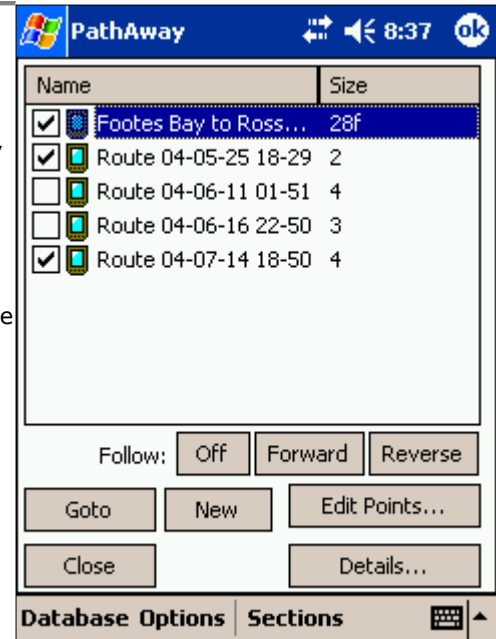 PathAway 8:37 ok
Name Size
Footes Bay to Ross... 28f
Route 04-05-25 18-29 2
Route 04-06-11 01-51 4
Route 04-06-16 22-50 3
e
Route 04-07-14 18-50 4
Follow: Off Forward Reverse
Goto New Edit Points...
Close Details...
Database Options Sections